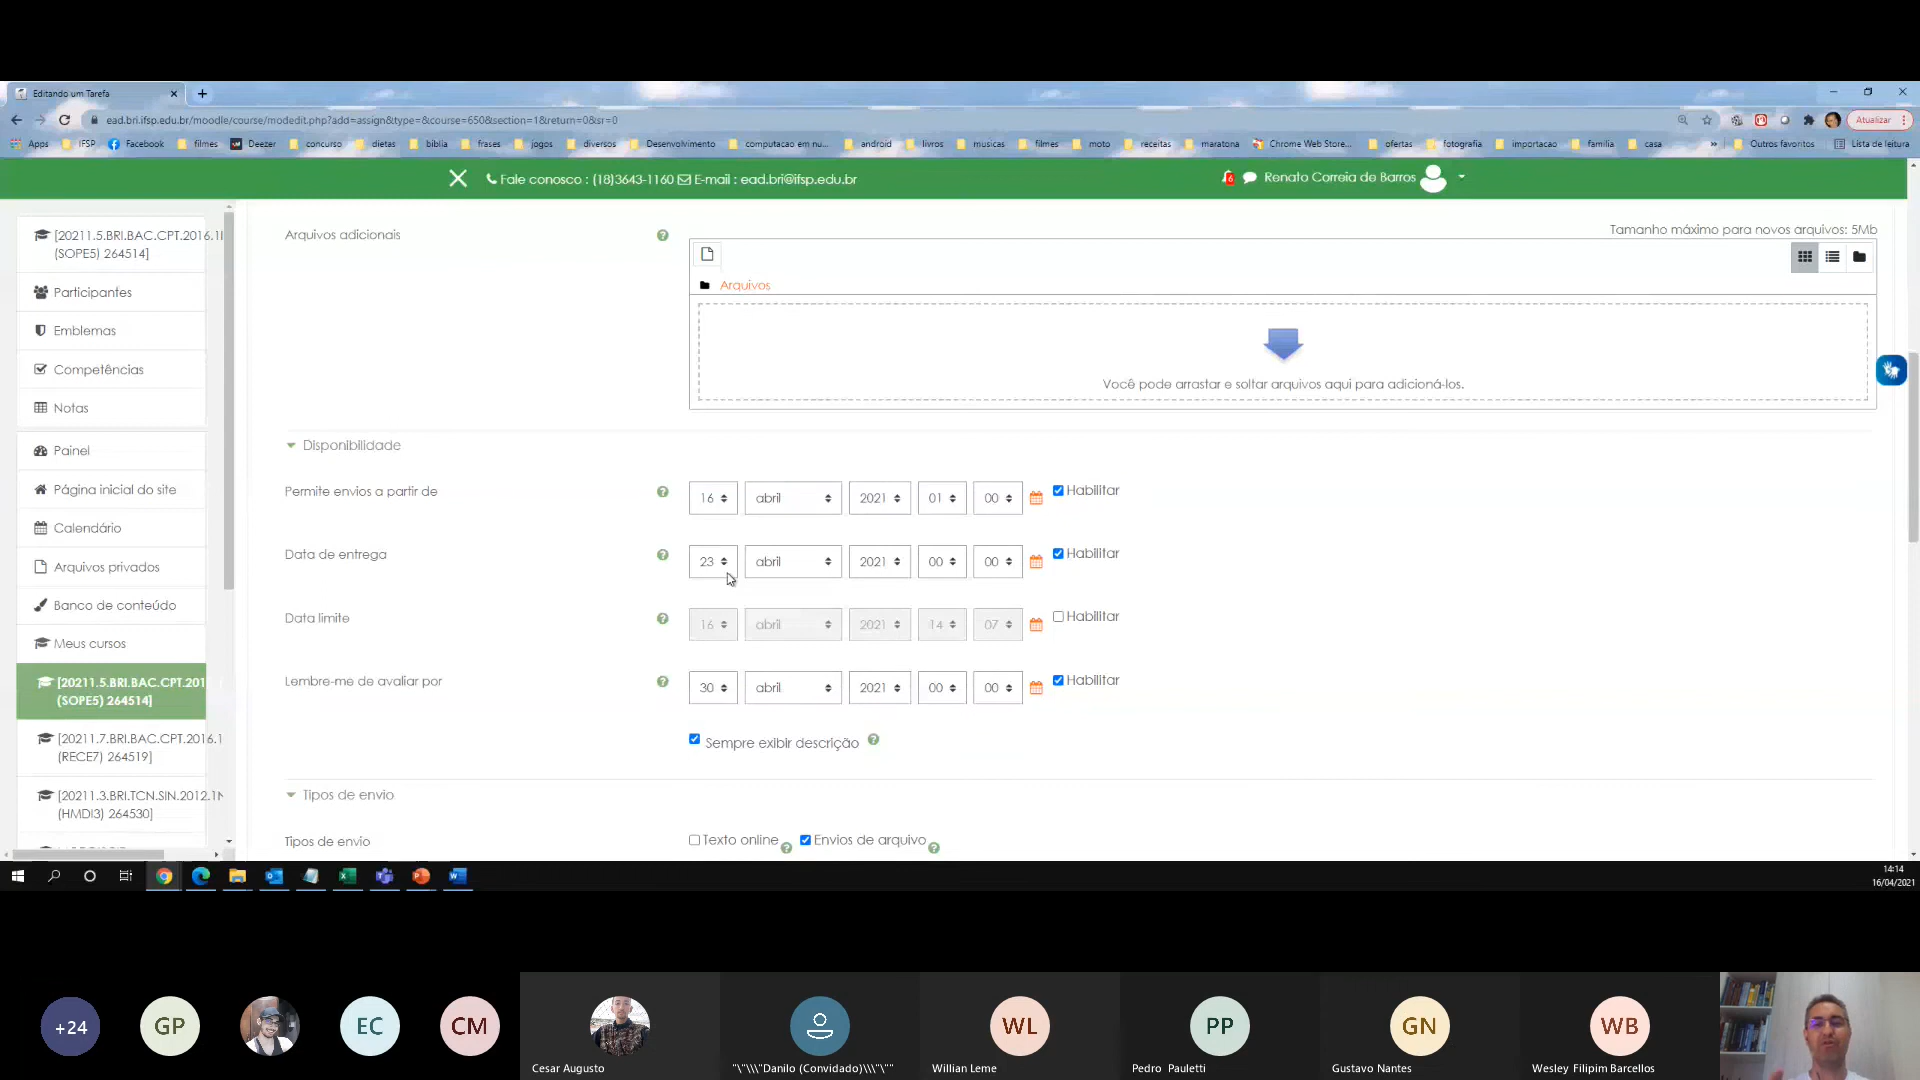 Editando um Tarefa
ead.bri.ifsp.edu.br/moodle/course/modedit.php?add=assign&type=&course=650&section=1&return=0&sr=0
Atualizar
Apps IFSP Facebook filmes Deezer concurso dietas biblia frases jogos diversos Desenvolvimento computacao em nu... android livros musicas filmes moto receitas maratona Chrome Web Store... ofertas fotografia importacao familia casa » Outros favoritos Lista de leitura
Fale conosco : (18)3643-1160 E-mail : ead.bri@ifsp.edu.br
6
Renato Correia de Barros
[20211.5.BRI.BAC.CPT.2016.1I
(SOPE5) 264514]
Participantes
Emblemas
Competências
Notas
Painel
Página inicial do site
Calendário
Arquivos privados
Banco de conteúdo
Meus cursos
[20211.5.BRI.BAC.CPT.201
(SOPE5) 264514]
[20211.7.BRI.BAC.CPT.2016.1
(RECE7) 264519]
[20211.3.BRI.TCN.SIN.2012.1N
(HMDI3) 264530]
Arquivos adicionais
Tamanho máximo para novos arquivos: 5Mb
Arquivos
Você pode arrastar e soltar arquivos aqui para adicioná-los.
Disponibilidade
Permite envios a partir de 16 abril 2021 01 00 Habilitar
Data de entrega 23 abril 2021 00 00 Habilitar
Data limite 16 abril 2021 14 07 Habilitar
Lembre-me de avaliar por 30 abril 2021 00 00 Habilitar
Sempre exibir descrição
Tipos de envio
Tipos de envio Texto online Envios de arquivo
14:14
16/04/2021
+24 GP EC CM WL PP GN WB
Cesar Augusto "\"\\\"Danilo (Convidado)\\\"\"" Willian Leme Pedro Pauletti Gustavo Nantes Wesley Filipim Barcellos